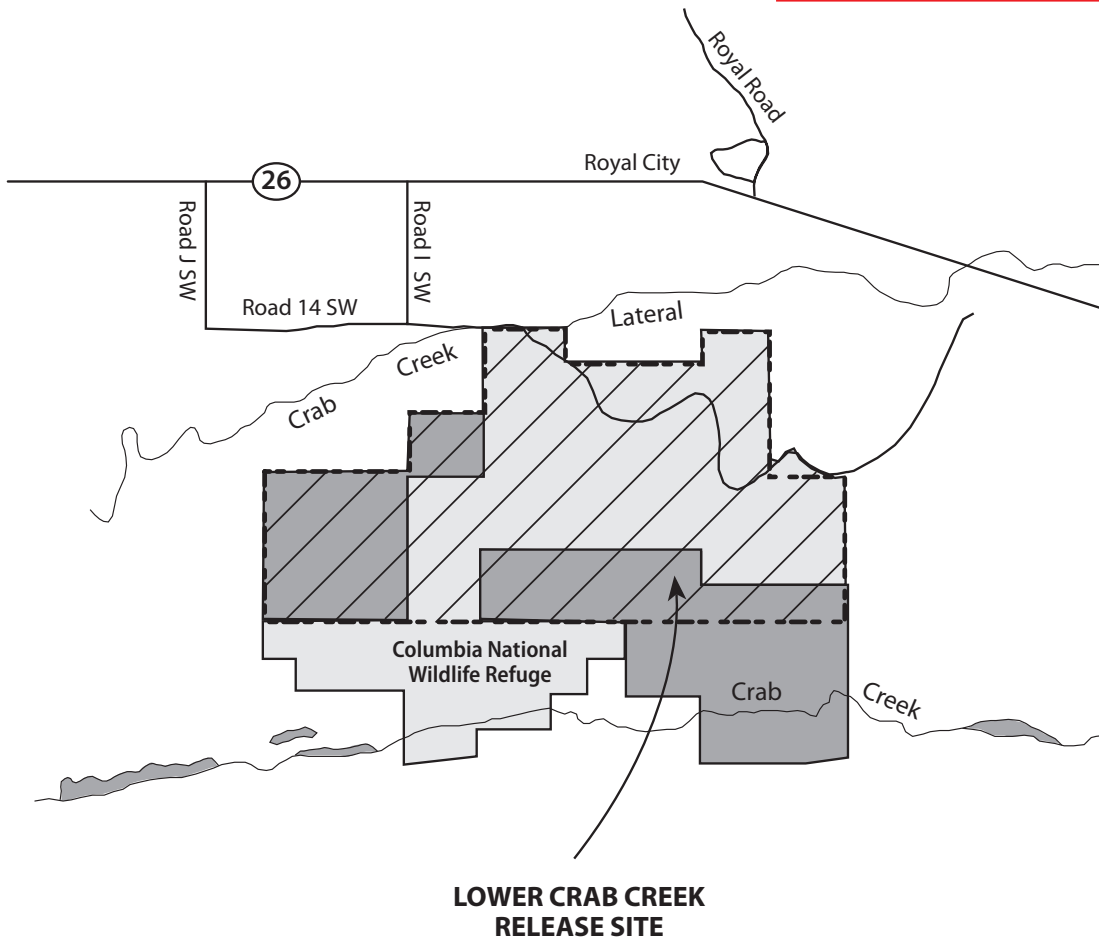 Royal Road
Royal City
26
Road J SW
Road I SW
Road 14 SW
Lateral
Creek
Crab
Columbia National
Wildlife Refuge
Crab
Creek
LOWER CRAB CREEK
RELEASE SITE